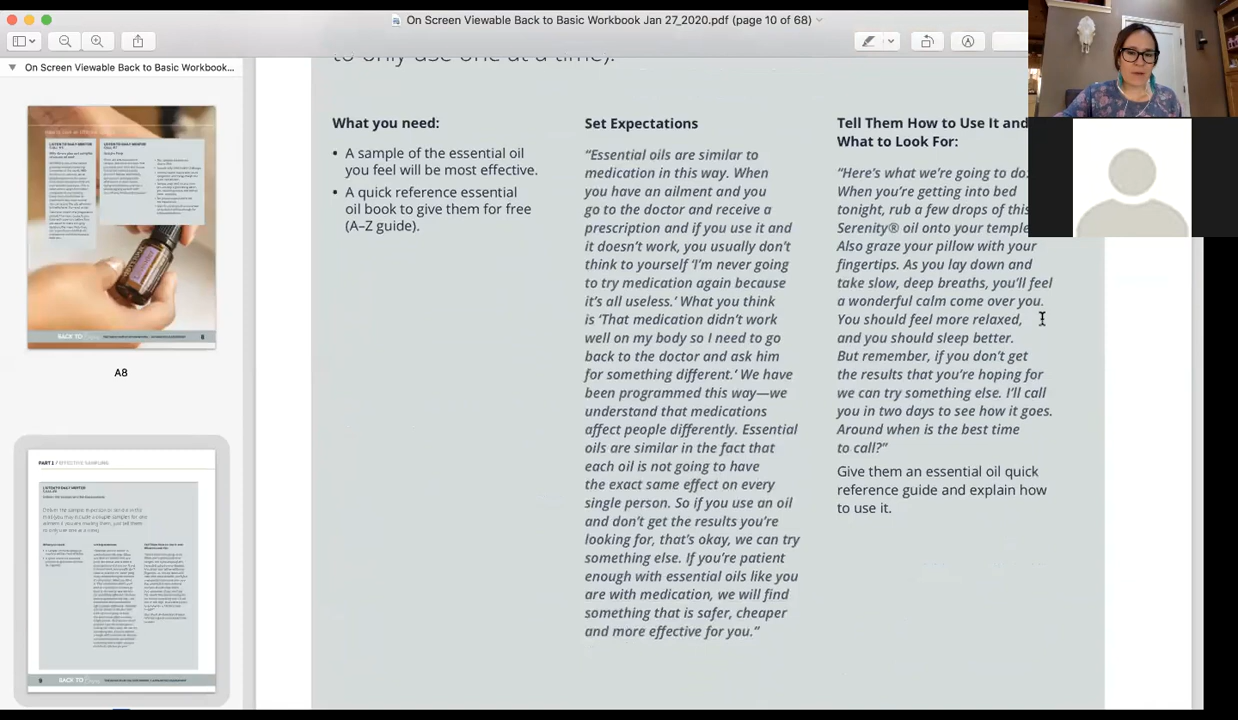 On Screen Viewable Back to Basic Workbook Jan 27_2020.pdf (page 10 of 68)
On Screen Viewable Back to Basic Workbook...
A8
PART 1 / EFFECTIVE SAMPLING
BACK TO
9
to only use one at a time).
What you need:
• A sample of the essential oil
you feel will be most effective.
• A quick reference essential
oil book to give them for free
(A–Z guide).
Set Expectations
“Essential oils are similar to
medication in this way. When
you have an ailment and you
go to the doctor and receive a
prescription and if you use it and
it doesn’t work, you usually don’t
think to yourself ‘I’m never going
to try medication again because
it’s all useless.’ What you think
is ‘That medication didn’t work
well on my body so I need to go
back to the doctor and ask him
for something different.’ We have
been programmed this way—we
understand that medications
affect people differently. Essential
oils are similar in the fact that
each oil is not going to have
the exact same effect on every
single person. So if you use an oil
and don’t get the results you’re
looking for, that’s okay, we can try
something else. If you’re patient
enough with essential oils like you
are with medication, we will find
something that is safer, cheaper
and more effective for you.”
Tell Them How to Use It and
What to Look For:
“Here’s what we’re going to do.
When you’re getting into bed
tonight, rub a few drops of this
Serenity® oil onto your temple
Also graze your pillow with your
fingertips. As you lay down and
take slow, deep breaths, you’ll feel
a wonderful calm come over you.
You should feel more relaxed,
and you should sleep better.
But remember, if you don’t get
the results that you’re hoping for
we can try something else. I’ll call
you in two days to see how it goes.
Around when is the best time
to call?”
Give them an essential oil quick
reference guide and explain how
to use it.